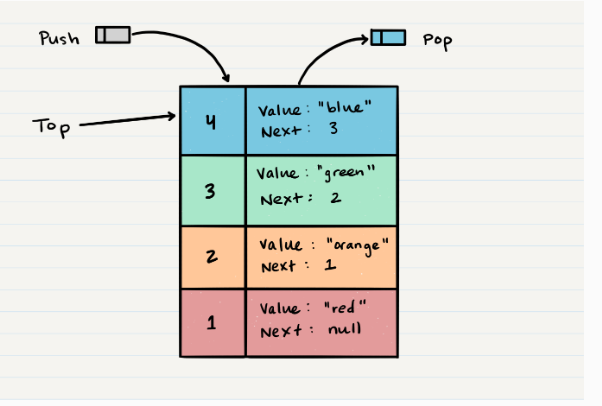 Push
Pop
Top
4
Value: "blue"
Next: 3
3
Value: "green"
Next: 2
2
Value: "orange"
Next: 1
1
Value: "red"
Next: null